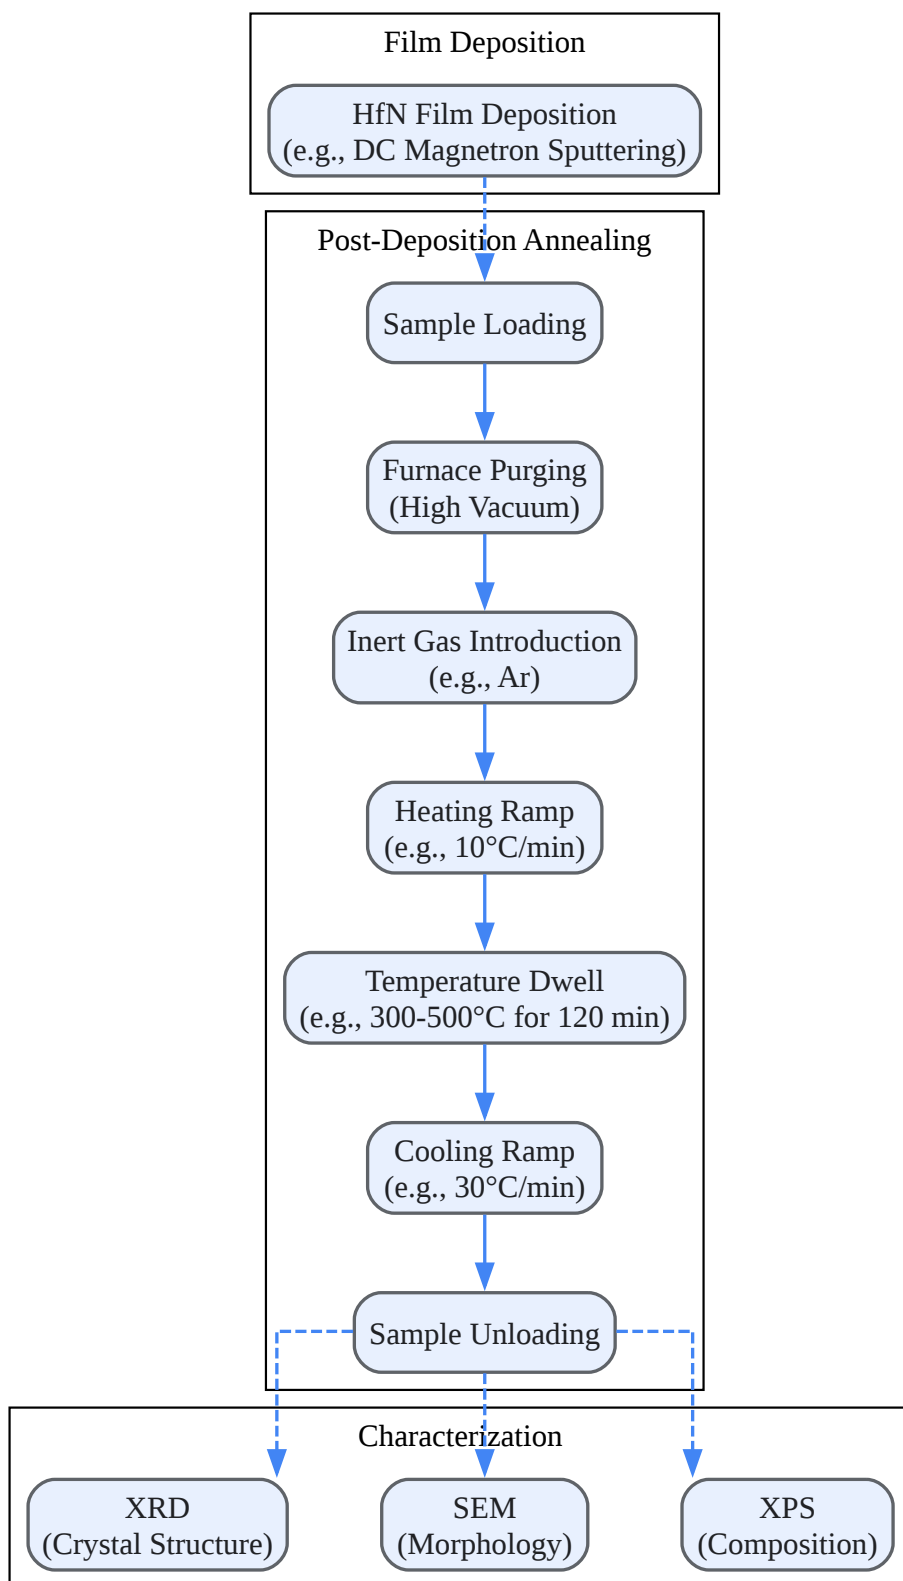 Film Deposition
HfN Film Deposition
(e.g., DC Magnetron Sputtering)
Post-Deposition Annealing
Sample Loading
Furnace Purging
(High Vacuum)
Inert Gas Introduction
(e.g., Ar)
Heating Ramp
(e.g., 10°C/min)
Temperature Dwell
(e.g., 300-500°C for 120 min)
Cooling Ramp
(e.g., 30°C/min)
Sample Unloading
Characterization
XRD
(Crystal Structure)
SEM
(Morphology)
XPS
(Composition)